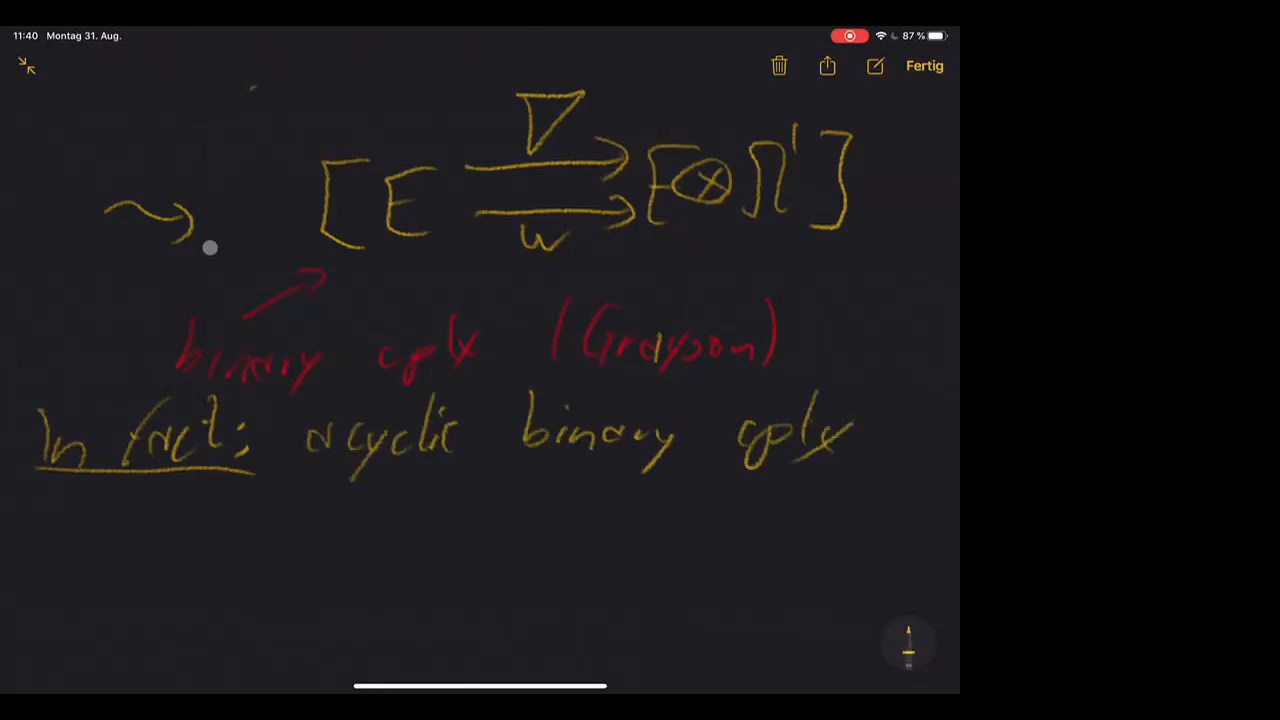 11:40 Montag 31. Aug. 87 %
Fertig
∇
⇝ [ E ⇉ E ⊗ Ω¹ ]
w
binary cplx (Grayson)
In fact: acyclic binary cplx